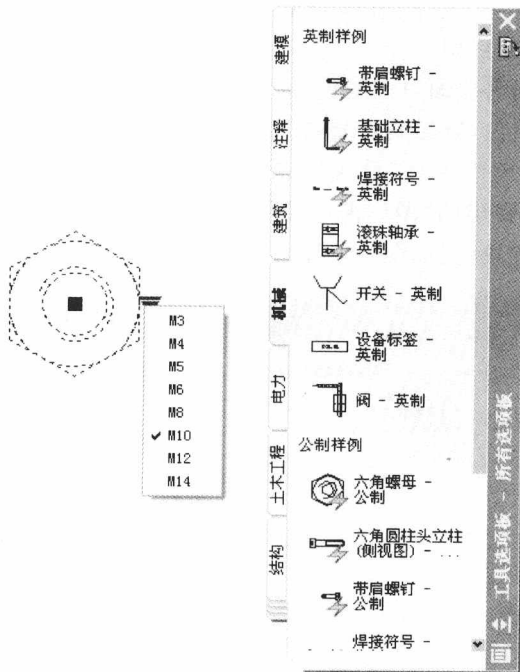 M3
M4
M5
M6
M8
M10
M12
M14
建模
注释
建筑
机械
电力
土木工程
结构
英制样例
带肩螺钉 -
英制
基础立柱 -
英制
焊接符号 -
英制
滚珠轴承 -
英制
开关 - 英制
设备标签 -
英制
阀 - 英制
公制样例
六角螺母 -
公制
六角圆柱头立柱
(侧视图) - ...
带肩螺钉 -
公制
焊接符号 -
工具选项板 - 所有选项板